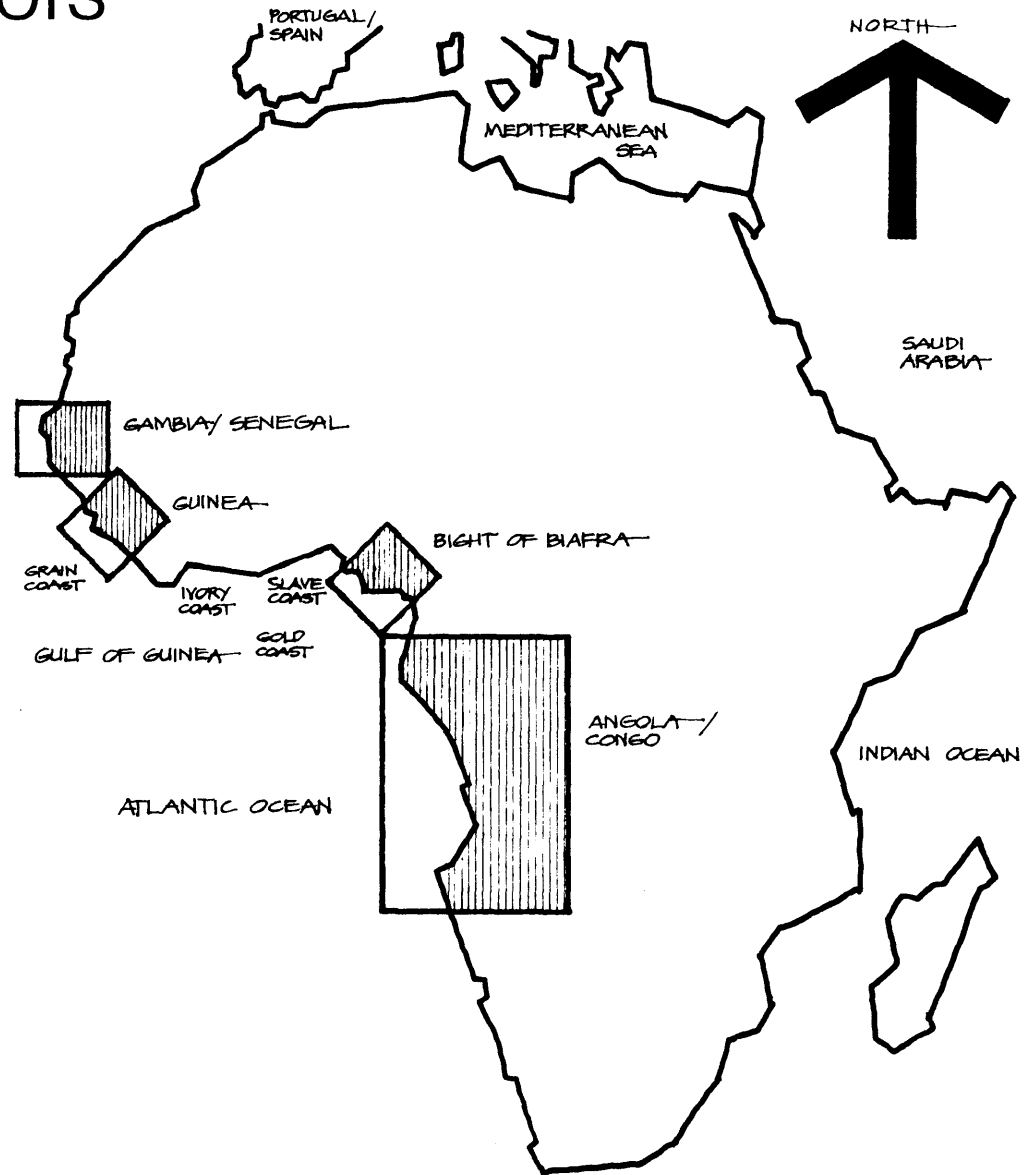 PORTUGAL/
SPAIN
NORTH
MEDITERRANEAN
SEA
SAUDI
ARABIA
GAMBIA/ SENEGAL
GUINEA
BIGHT OF BIAFRA
GRAIN
COAST
IVORY
COAST
SLAVE
COAST
GOLD
COAST
GULF OF GUINEA
ANGOLA/
CONGO
INDIAN OCEAN
ATLANTIC OCEAN